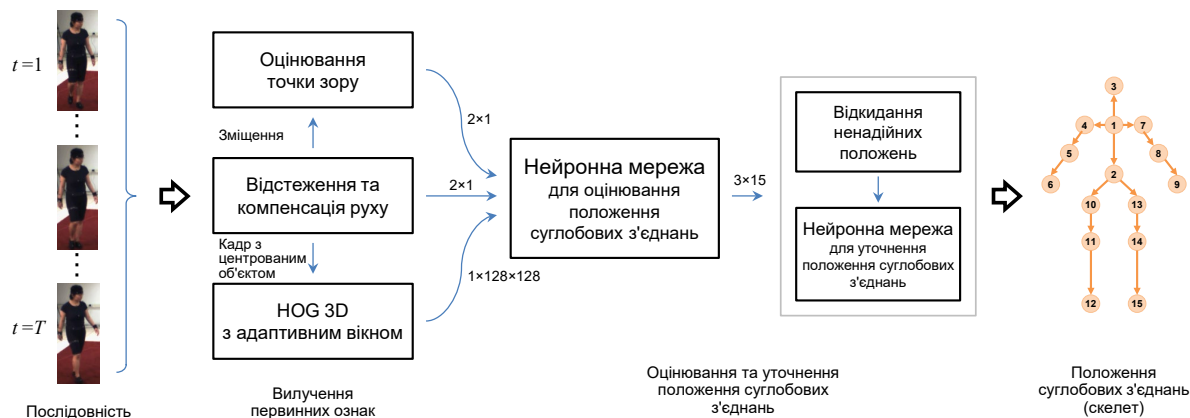 t =1
t =T
Послідовність
Оцінювання
точки зору
Зміщення
Відстеження та
компенсація руху
Кадр з
центрованим
об'єктом
HOG 3D
з адаптивним вікном
Вилучення
первинних ознак
2×1
2×1
1×128×128
Нейронна мережа
для оцінювання
положення
суглобових з'єднань
3×15
Відкидання
ненадійних
положень
Нейронна мережа
для уточнення
положення суглобових
з'єднань
Оцінювання та уточнення
положення суглобових
з'єднань
3
4 1 7
5 8
6 2 9
10 13
11 14
12 15
Положення
суглобових з'єднань
(скелет)